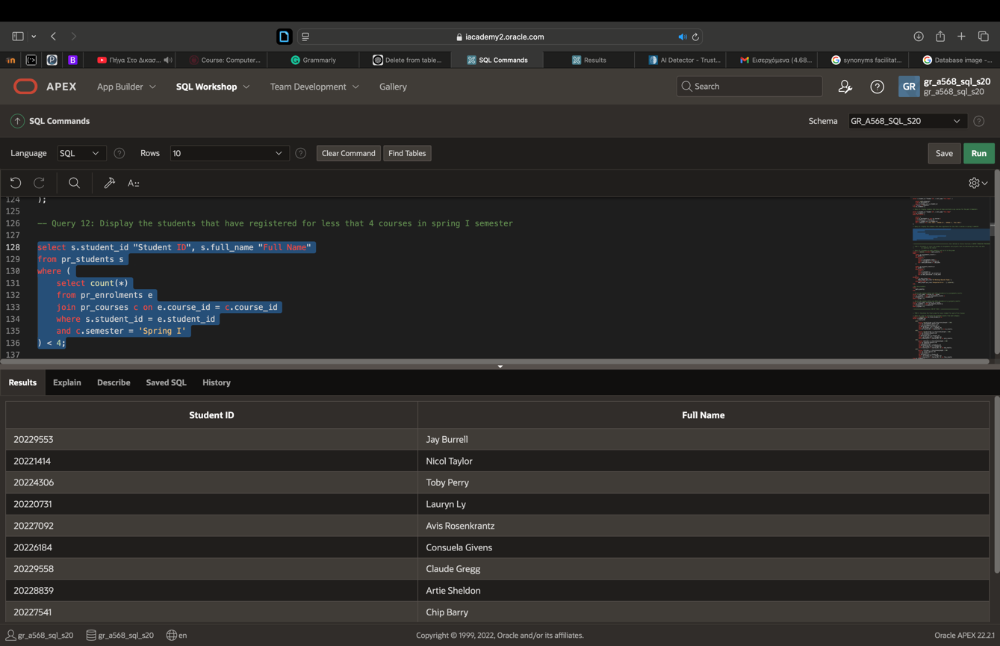 iacademy2.oracle.com
in
P
B
Πήγα Στο Δικασ...
Course: Computer...
Grammarly
Delete from table...
SQL Commands
Results
AI Detector - Trust...
Εισερχόμενα (4.68...
synonyms facilitat...
Database image -...
APEX
App Builder
SQL Workshop
Team Development
Gallery
Search
GR
gr_a568_sql_s20
gr_a568_sql_s20
SQL Commands
Schema
GR_A568_SQL_S20
Language
SQL
Rows
10
Clear Command
Find Tables
Save
Run
124 );
125
126 -- Query 12: Display the students that have registered for less that 4 courses in spring I semester
127
128 select s.student_id "Student ID", s.full_name "Full Name"
129 from pr_students s
130 where (
131 select count(*)
132 from pr_enrolments e
133 join pr_courses c on e.course_id = c.course_id
134 where s.student_id = e.student_id
135 and c.semester = 'Spring I'
136 ) < 4;
137
Results
Explain
Describe
Saved SQL
History
Student ID Full Name
20229553 Jay Burrell
20221414 Nicol Taylor
20224306 Toby Perry
20220731 Lauryn Ly
20227092 Avis Rosenkrantz
20226184 Consuela Givens
20229558 Claude Gregg
20228839 Artie Sheldon
20227541 Chip Barry
gr_a568_sql_s20
gr_a568_sql_s20
en
Copyright © 1999, 2022, Oracle and/or its affiliates.
Oracle APEX 22.2.1